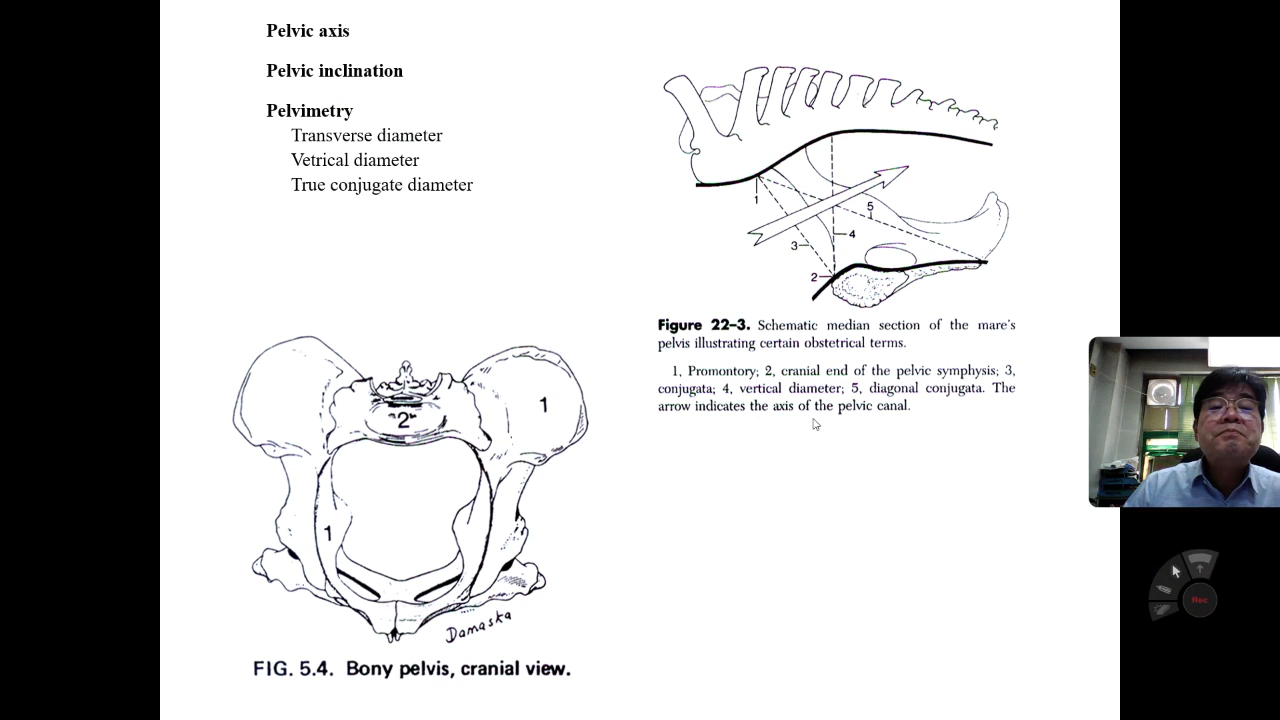 Pelvic axis
Pelvic inclination
Pelvimetry
Transverse diameter
Vetrical diameter
True conjugate diameter
1
5
4
3
2
Figure 22–3. Schematic median section of the mare's
pelvis illustrating certain obstetrical terms.
1, Promontory; 2, cranial end of the pelvic symphysis; 3,
conjugata; 4, vertical diameter; 5, diagonal conjugata. The
arrow indicates the axis of the pelvic canal.
1
2
1
Damaska
FIG. 5.4. Bony pelvis, cranial view.
Rec